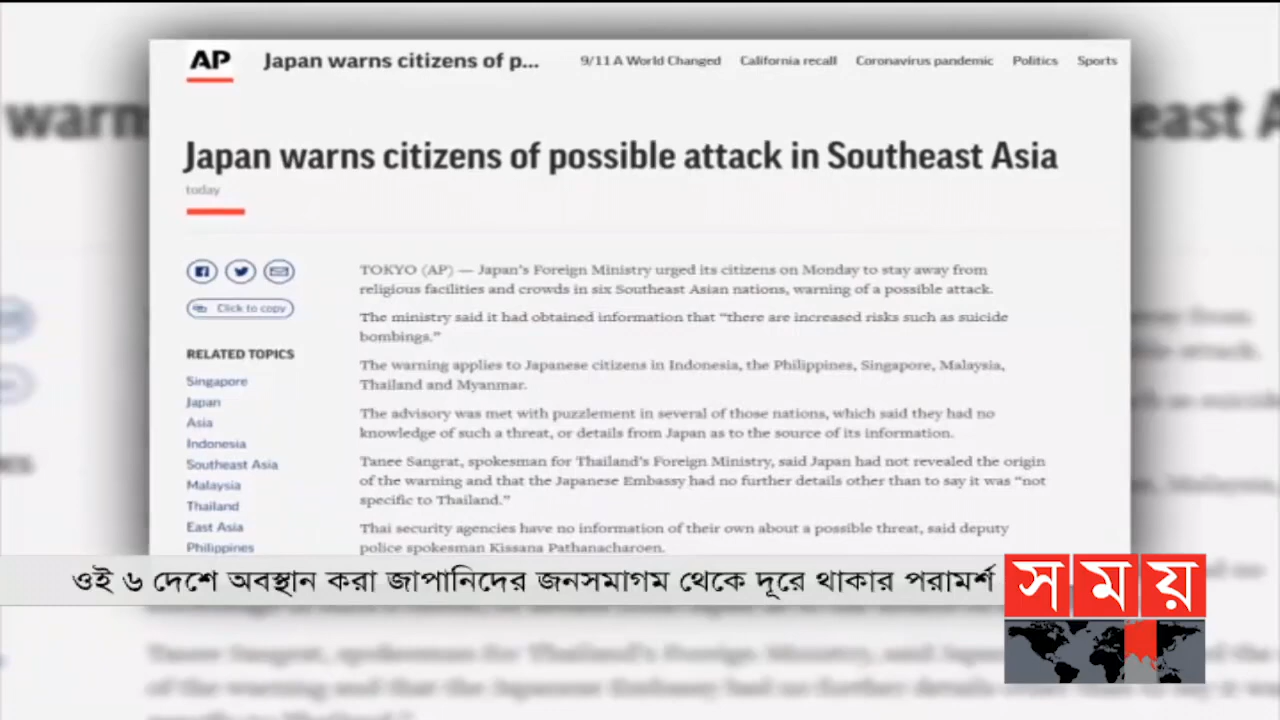 AP
Japan warns citizens of p...
9/11 A World Changed California recall Coronavirus pandemic Politics Sports
Japan warns citizens of possible attack in Southeast Asia
today
Click to copy
RELATED TOPICS
Singapore
Japan
Asia
Indonesia
Southeast Asia
Malaysia
Thailand
East Asia
Philippines
TOKYO (AP) — Japan's Foreign Ministry urged its citizens on Monday to stay away from
religious facilities and crowds in six Southeast Asian nations, warning of a possible attack.
The ministry said it had obtained information that “there are increased risks such as suicide
bombings.”
The warning applies to Japanese citizens in Indonesia, the Philippines, Singapore, Malaysia,
Thailand and Myanmar.
The advisory was met with puzzlement in several of those nations, which said they had no
knowledge of such a threat, or details from Japan as to the source of its information.
Tanee Sangrat, spokesman for Thailand's Foreign Ministry, said Japan had not revealed the origin
of the warning and that the Japanese Embassy had no further details other than to say it was “not
specific to Thailand.”
Thai security agencies have no information of their own about a possible threat, said deputy
police spokesman Kissana Pathanacharoen.
ওই ৬ দেশে অবস্থান করা জাপানিদের জনসমাগম থেকে দূরে থাকার পরামর্শ
সময়